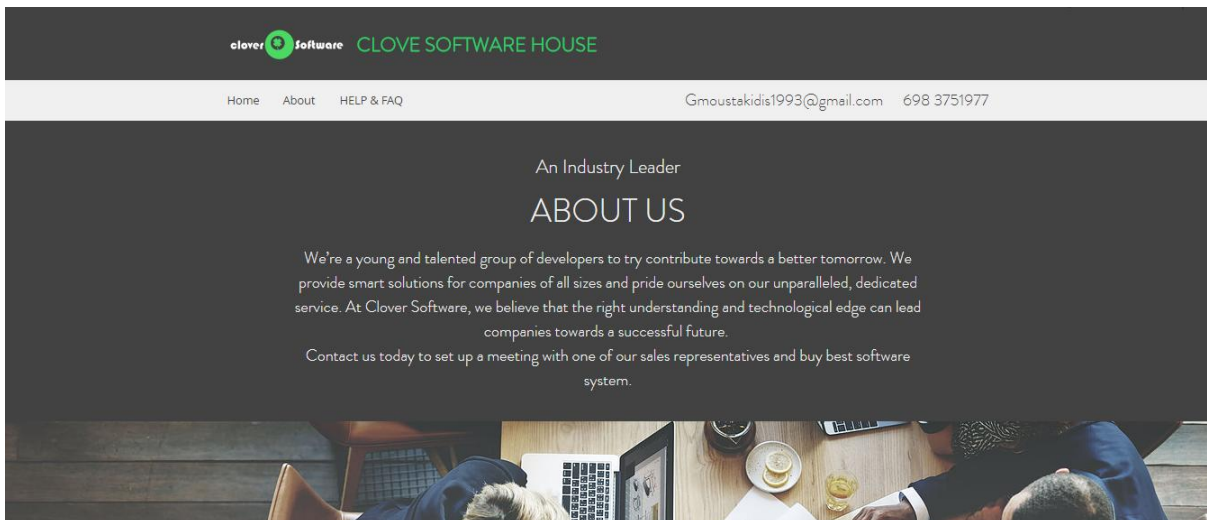 clover Software CLOVE SOFTWARE HOUSE
Home About HELP & FAQ Gmoustakidis1993@gmail.com 698 3751977
An Industry Leader
ABOUT US
We're a young and talented group of developers to try contribute towards a better tomorrow. We
provide smart solutions for companies of all sizes and pride ourselves on our unparalleled, dedicated
service. At Clover Software, we believe that the right understanding and technological edge can lead
companies towards a successful future.
Contact us today to set up a meeting with one of our sales representatives and buy best software
system.